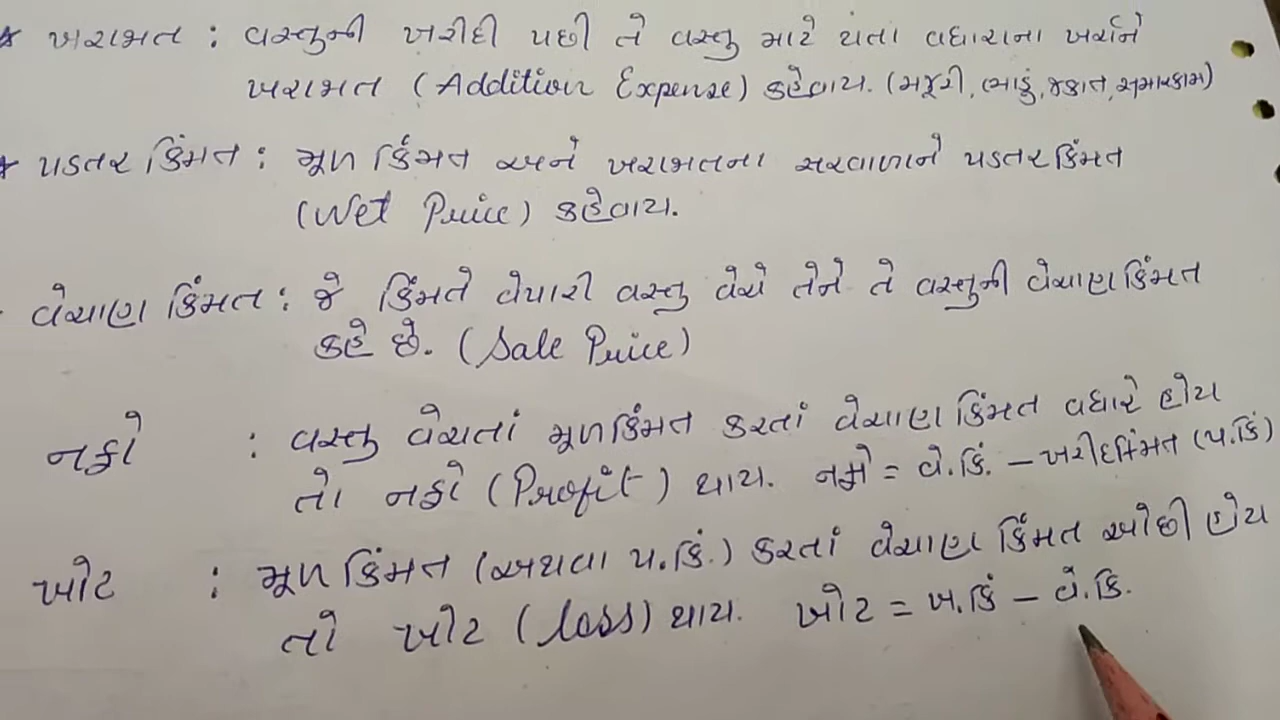 * ખરામત : વસ્તુની ખરીદી પછી તે વસ્તુ માટે થતા વધારાના ખર્ચને
ખરામત (Addition Expense) કહેવાય. (મજૂરી, ભાડું, જકાત, સમારકામ)
* પડતર કિંમત : મૂળ કિંમત અને ખરામતના સરવાળાને પડતર કિંમત
(Wet Price) કહેવાય.
વેચાણ કિંમત : જે કિંમતે વેપારી વસ્તુ વેચે તેને તે વસ્તુની વેચાણ કિંમત
કહે છે. (Sale Price)
નફો : વસ્તુ વેચતાં મૂળ કિંમત કરતાં વેચાણ કિંમત વધારે હોય
તો નફો (Profit) થાય. નફો = વે.કિં. - ખરીદકિંમત (પ.કિં)
ખોટ : મૂળ કિંમત (અથવા પ.કિં.) કરતાં વેચાણ કિંમત ઓછી હોય
તો ખોટ (loss) થાય. ખોટ = ખ.કિં - વે.કિ.